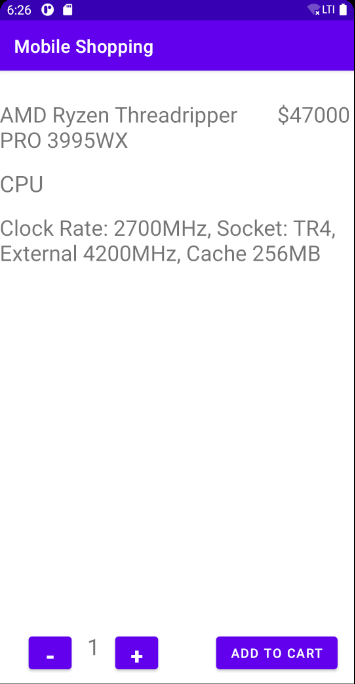 6:26 LTE
Mobile Shopping
AMD Ryzen Threadripper $47000
PRO 3995WX
CPU
Clock Rate: 2700MHz, Socket: TR4,
External 4200MHz, Cache 256MB
- 1 + ADD TO CART